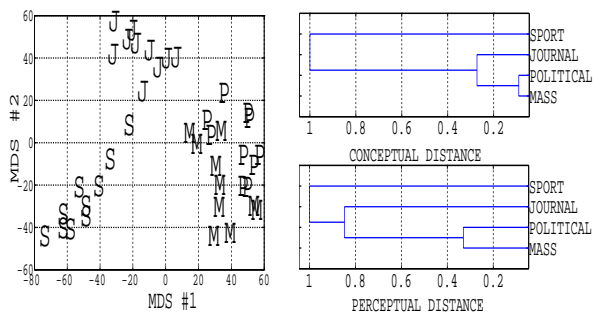 60
J
J
J J
40
J J
J J
J
J
20
P
P
P P
S
M P M
0
M
S
P P
M P
-20
S S
M P P
S S
M M M
-40
S S
S
S M M
-60
-80 -60 -40 -20 0 20 40 60
MDS #1
MDS #2
SPORT
JOURNAL
POLITICAL
MASS
1 0.8 0.6 0.4 0.2
CONCEPTUAL DISTANCE
SPORT
JOURNAL
POLITICAL
MASS
1 0.8 0.6 0.4 0.2
PERCEPTUAL DISTANCE